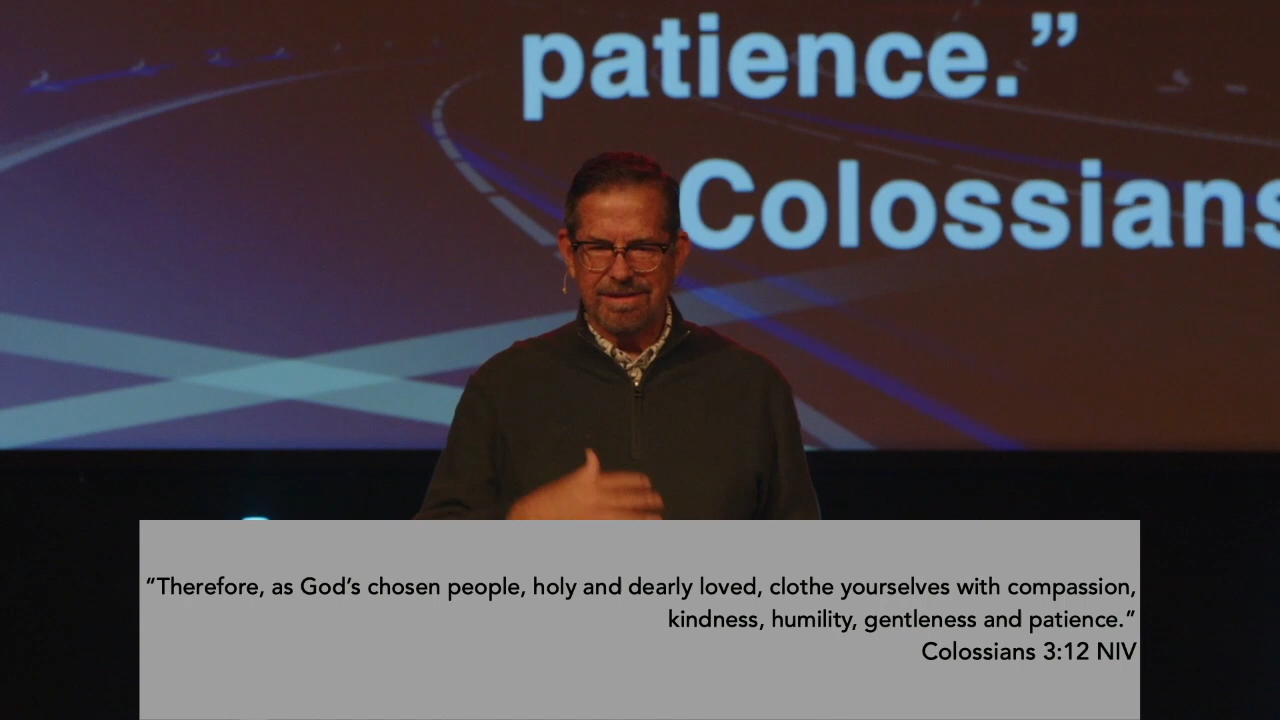 patience.”
Colossians
“Therefore, as God’s chosen people, holy and dearly loved, clothe yourselves with compassion,
kindness, humility, gentleness and patience.”
Colossians 3:12 NIV